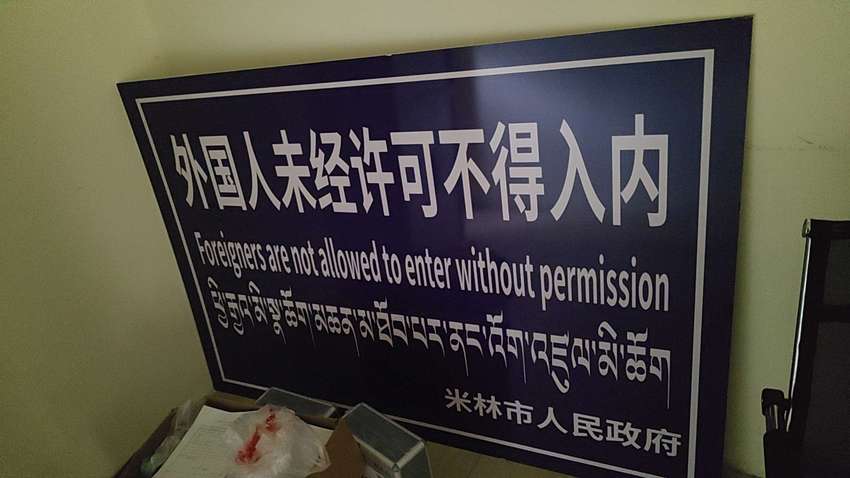 外国人未经许可不得入内
Foreigners are not allowed to enter without permission
ཕྱི་རྒྱལ་མི་སྣ་ཆོག་མཆན་མ་ཐོབ་པར་ནང་འོག་འཛུལ་མི་ཆོག
米林市人民政府